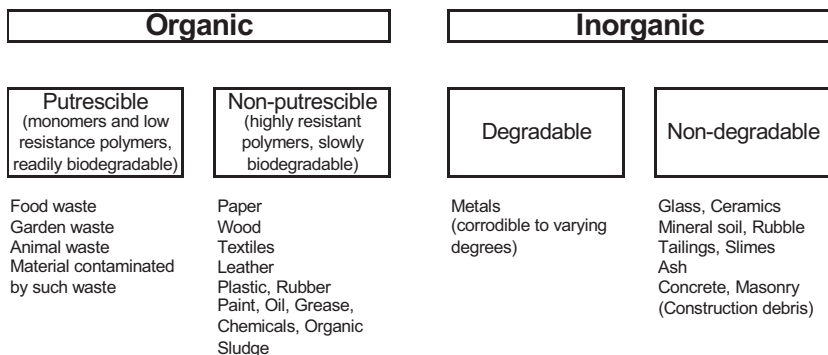 Organic
Inorganic
Putrescible
(monomers and low
resistance polymers,
readily biodegradable)
Non-putrescible
(highly resistant
polymers, slowly
biodegradable)
Degradable
Non-degradable
Food waste
Garden waste
Animal waste
Material contaminated
by such waste
Paper
Wood
Textiles
Leather
Plastic, Rubber
Paint, Oil, Grease,
Chemicals, Organic
Sludge
Metals
(corrodible to varying
degrees)
Glass, Ceramics
Mineral soil, Rubble
Tailings, Slimes
Ash
Concrete, Masonry
(Construction debris)